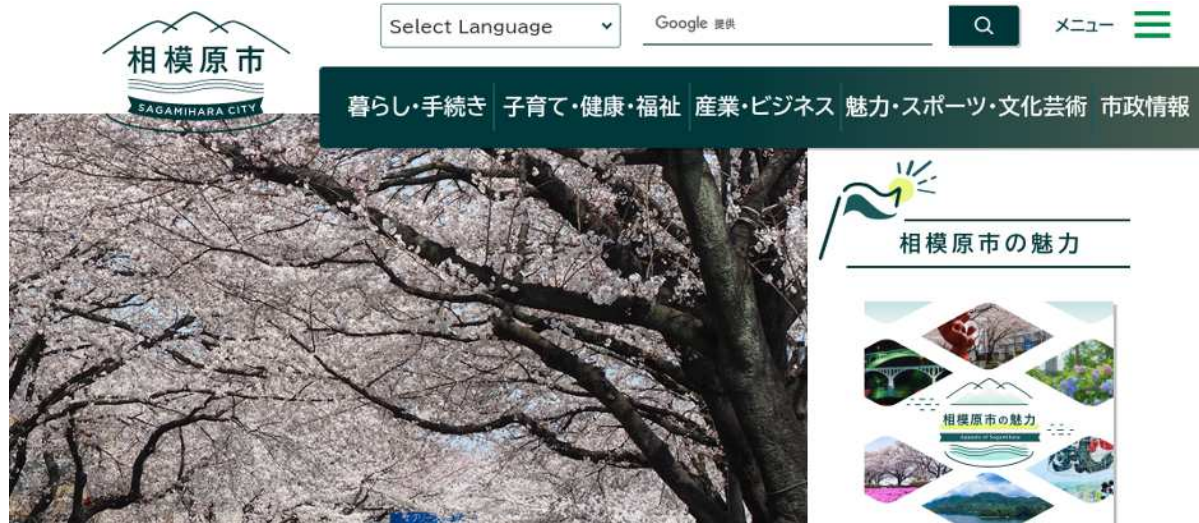 相模原市
SAGAMIHARA CITY
Select Language
Google 提供
メニュー
暮らし・手続き
子育て・健康・福祉
産業・ビジネス
魅力・スポーツ・文化芸術
市政情報
相模原市の魅力
相模原市の魅力
Appeals of Sagamihara